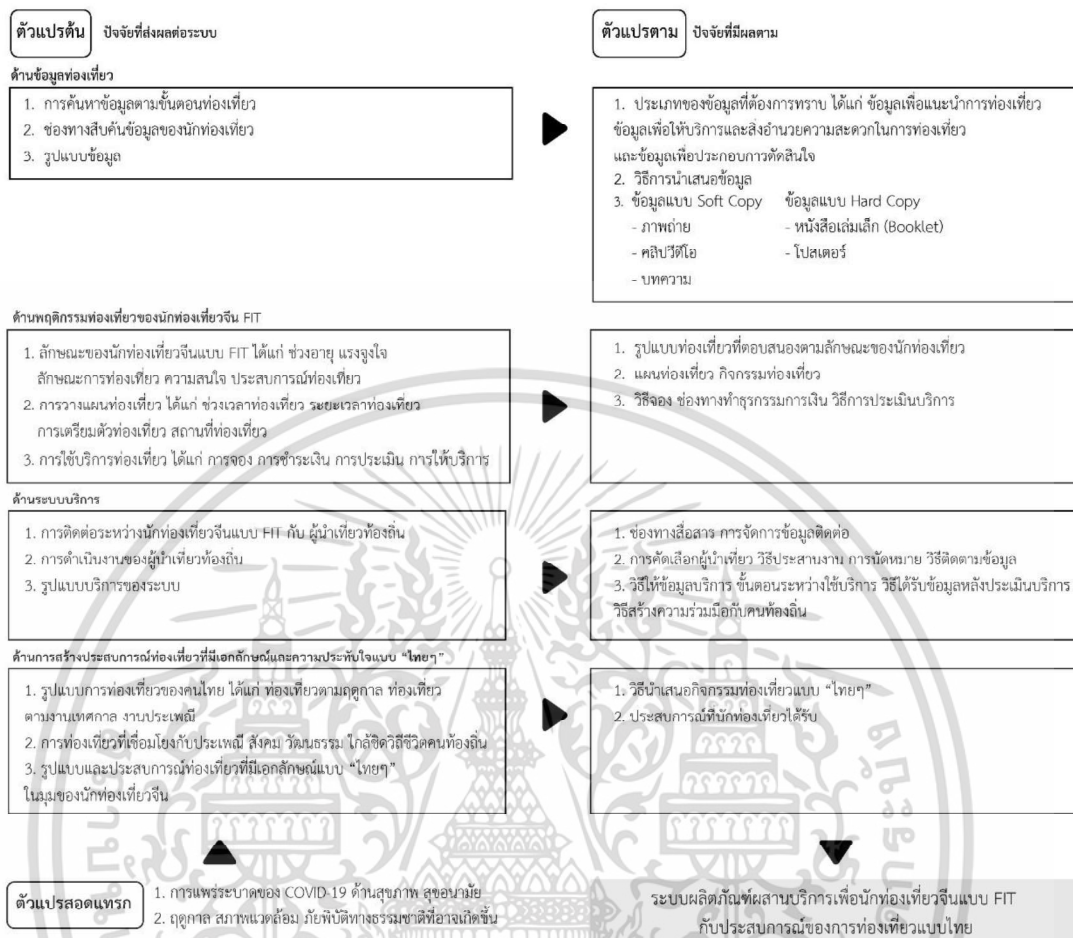 ตัวแปรต้น ปัจจัยที่ส่งผลต่อระบบ
ตัวแปรตาม ปัจจัยที่มีผลตาม
ด้านข้อมูลท่องเที่ยว
1. การค้นหาข้อมูลตามขั้นตอนท่องเที่ยว
2. ช่องทางสืบค้นข้อมูลของนักท่องเที่ยว
3. รูปแบบข้อมูล
1. ประเภทของข้อมูลที่ต้องการทราบ ได้แก่ ข้อมูลเพื่อแนะนำการท่องเที่ยว
ข้อมูลเพื่อให้บริการและสิ่งอำนวยความสะดวกในการท่องเที่ยว
และข้อมูลเพื่อประกอบการตัดสินใจ
2. วิธีการนำเสนอข้อมูล
3. ข้อมูลแบบ Soft Copy ข้อมูลแบบ Hard Copy
- ภาพถ่าย - หนังสือเล่มเล็ก (Booklet)
- คลิปวีดีโอ - โปสเตอร์
- บทความ
ด้านพฤติกรรมท่องเที่ยวของนักท่องเที่ยวจีน FIT
1. ลักษณะของนักท่องเที่ยวจีนแบบ FIT ได้แก่ ช่วงอายุ แรงจูงใจ
ลักษณะการท่องเที่ยว ความสนใจ ประสบการณ์ท่องเที่ยว
2. การวางแผนท่องเที่ยว ได้แก่ ช่วงเวลาท่องเที่ยว ระยะเวลาท่องเที่ยว
การเตรียมตัวท่องเที่ยว สถานที่ท่องเที่ยว
3. การใช้บริการท่องเที่ยว ได้แก่ การจอง การชำระเงิน การประเมิน การให้บริการ
1. รูปแบบท่องเที่ยวที่ตอบสนองตามลักษณะของนักท่องเที่ยว
2. แผนท่องเที่ยว กิจกรรมท่องเที่ยว
3. วิธีจอง ช่องทางทำธุรกรรมการเงิน วิธีการประเมินบริการ
ด้านระบบบริการ
1. การติดต่อระหว่างนักท่องเที่ยวจีนแบบ FIT กับ ผู้นำเที่ยวท้องถิ่น
2. การดำเนินงานของผู้นำเที่ยวท้องถิ่น
3. รูปแบบบริการของระบบ
1. ช่องทางสื่อสาร การจัดการข้อมูลติดต่อ
2. การคัดเลือกผู้นำเที่ยว วิธีประสานงาน การนัดหมาย วิธีติดตามข้อมูล
3. วิธีให้ข้อมูลบริการ ขั้นตอนระหว่างใช้บริการ วิธีได้รับข้อมูลหลังประเมินบริการ
วิธีสร้างความร่วมมือกับคนท้องถิ่น
ด้านการสร้างประสบการณ์ท่องเที่ยวที่มีเอกลักษณ์และความประทับใจแบบ “ไทยๆ”
1. รูปแบบการท่องเที่ยวของคนไทย ได้แก่ ท่องเที่ยวตามฤดูกาล ท่องเที่ยว
ตามงานเทศกาล งานประเพณี
2. การท่องเที่ยวที่เชื่อมโยงกับประเพณี สังคม วัฒนธรรม ใกล้ชิดวิถีชีวิตคนท้องถิ่น
3. รูปแบบและประสบการณ์ท่องเที่ยวที่มีเอกลักษณ์แบบ “ไทยๆ”
ในมุมของนักท่องเที่ยวจีน
1. วิธีนำเสนอกิจกรรมท่องเที่ยวแบบ “ไทยๆ”
2. ประสบการณ์ที่นักท่องเที่ยวได้รับ
ตัวแปรสอดแทรก
1. การแพร่ระบาดของ COVID-19 ด้านสุขภาพ สุขอนามัย
2. ฤดูกาล สภาพแวดล้อม ภัยพิบัติทางธรรมชาติที่อาจเกิดขึ้น
ระบบผลิตภัณฑ์ผสานบริการเพื่อนักท่องเที่ยวจีนแบบ FIT
กับประสบการณ์ของการท่องเที่ยวแบบไทย